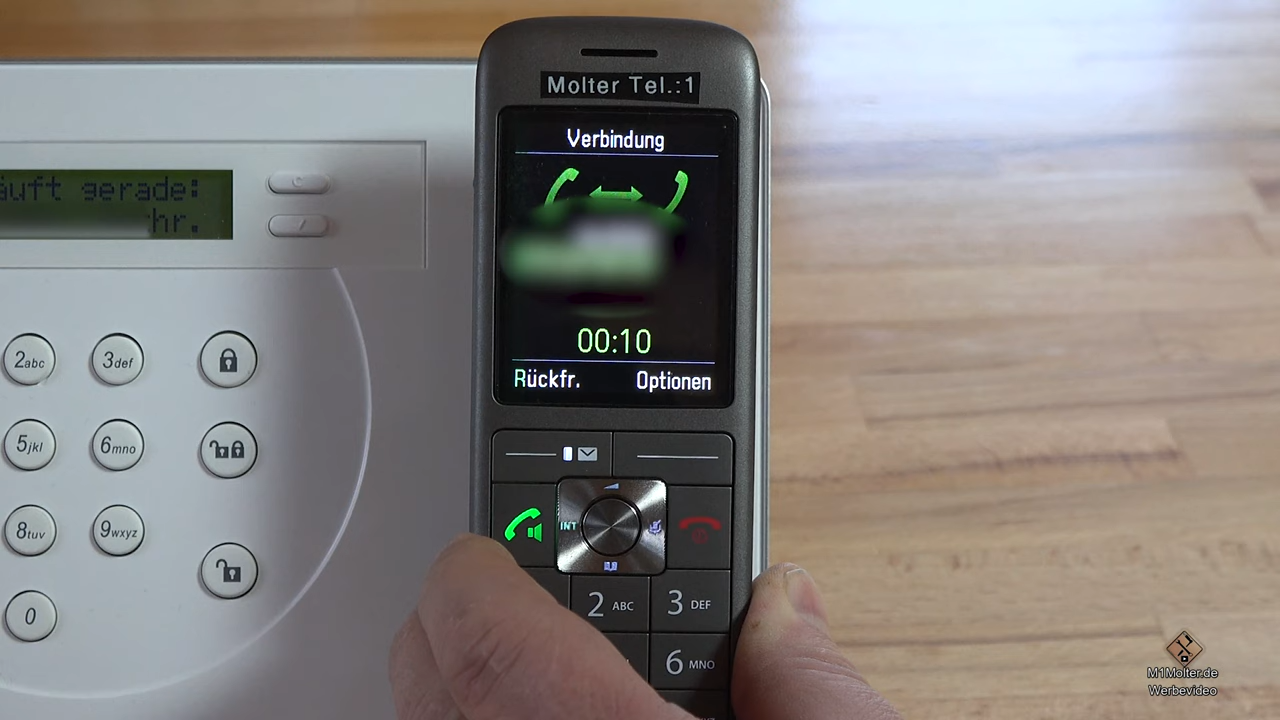 Molter Tel.:1
Verbindung
00:10
Rückfr. Optionen
INT
2 ABC 3 DEF
6 MNO
gerade:
hr.
2abc 3def
5jkl 6mno
8tuv 9wxyz
0
M1Molter.de
Werbevideo